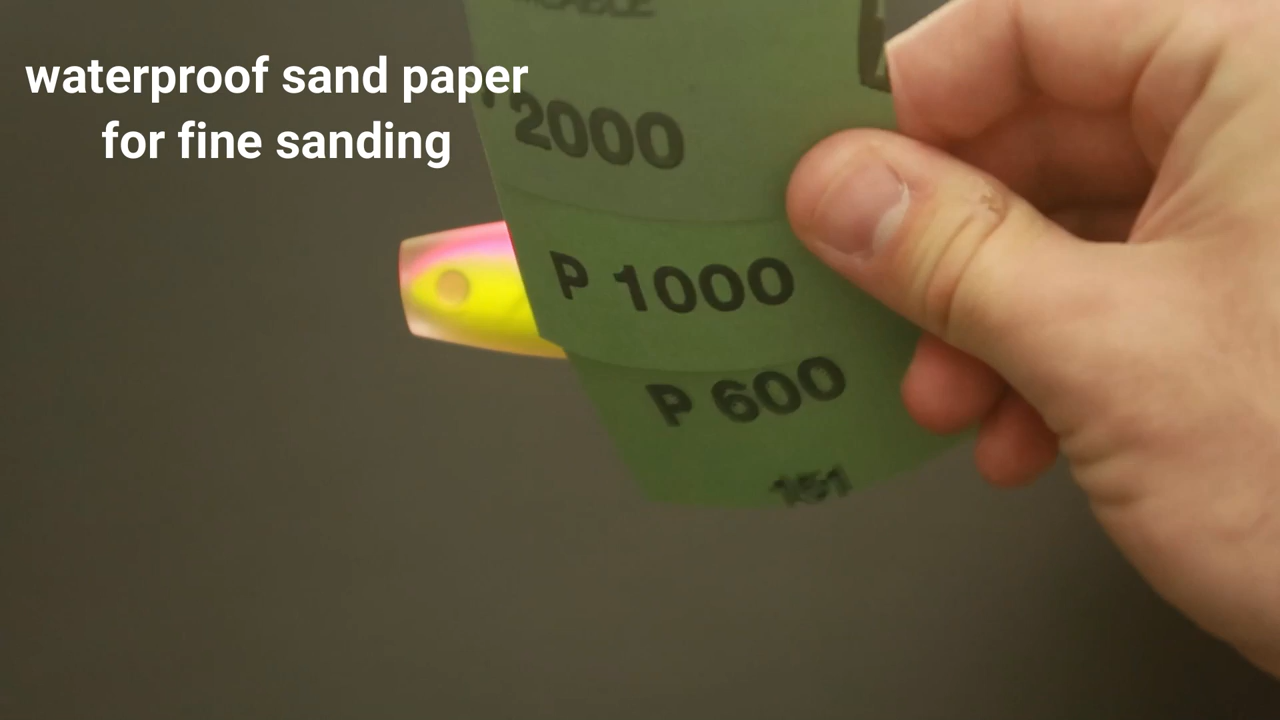 waterproof sand paper
for fine sanding
P 2000
P 1000
P 600
151